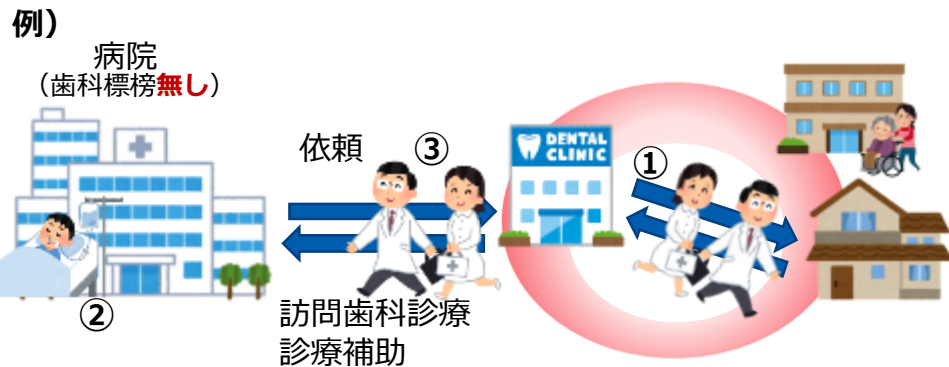 例)
病院
（歯科標榜無し）
依頼
③
DENTAL
CLINIC
①
②
訪問歯科診療
診療補助